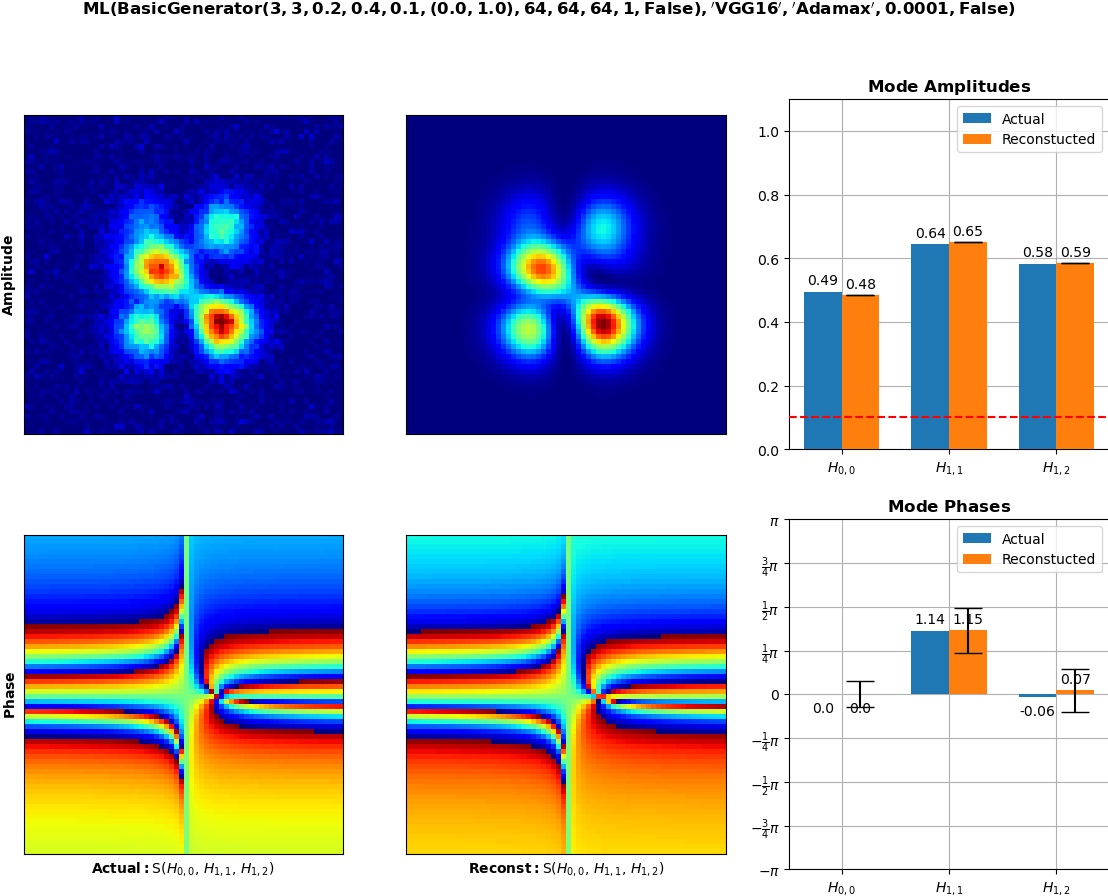 ML(BasicGenerator(3, 3, 0.2, 0.4, 0.1, (0.0, 1.0), 64, 64, 64, 1, False), ′VGG16′, ′Adamax′, 0.0001, False)
Amplitude
Mode Amplitudes
Actual
Reconstucted
1.0
0.8
0.6
0.4
0.2
0.0
0.49
0.48
0.64
0.65
0.58
0.59
H0,0
H1,1
H1,2
Phase
Actual: S(H0,0, H1,1, H1,2)
Reconst: S(H0,0, H1,1, H1,2)
Mode Phases
Actual
Reconstucted
π
3/4π
1/2π
1/4π
0
−1/4π
−1/2π
−3/4π
−π
0.0
-0.0
1.14
1.15
-0.06
0.07
H0,0
H1,1
H1,2